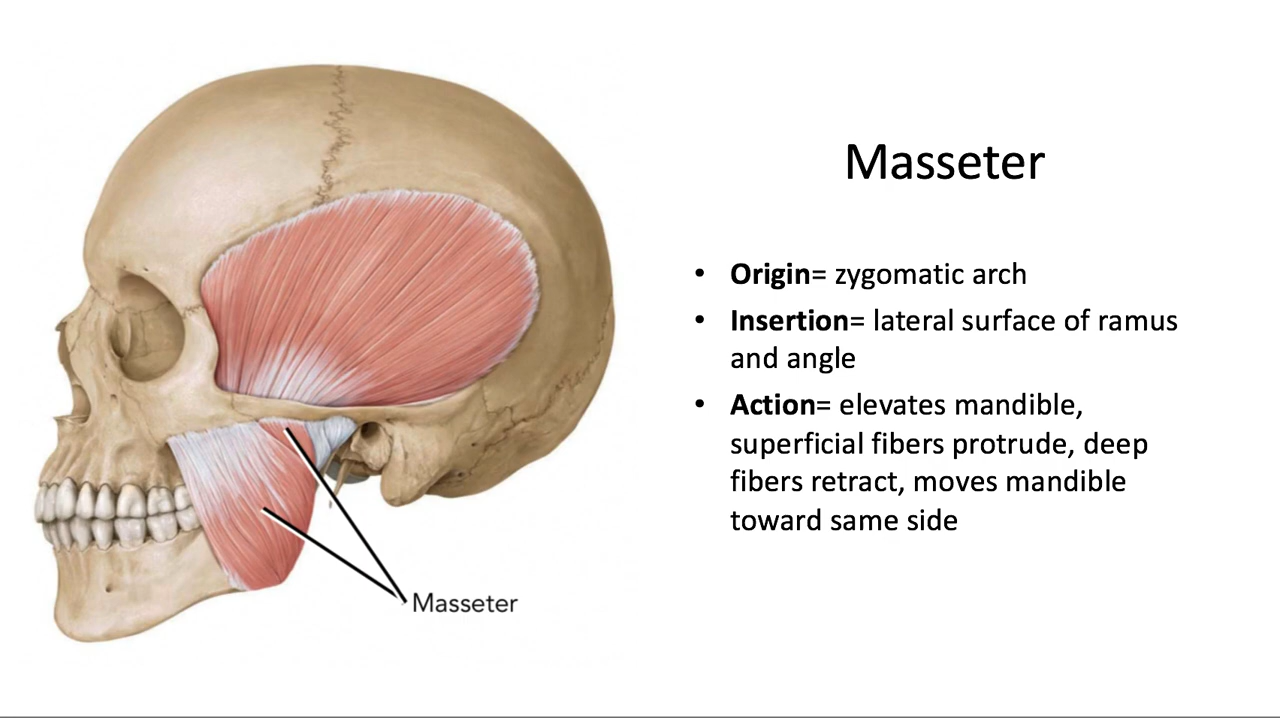 Masseter
• Origin= zygomatic arch
• Insertion= lateral surface of ramus
and angle
• Action= elevates mandible,
superficial fibers protrude, deep
fibers retract, moves mandible
toward same side
Masseter